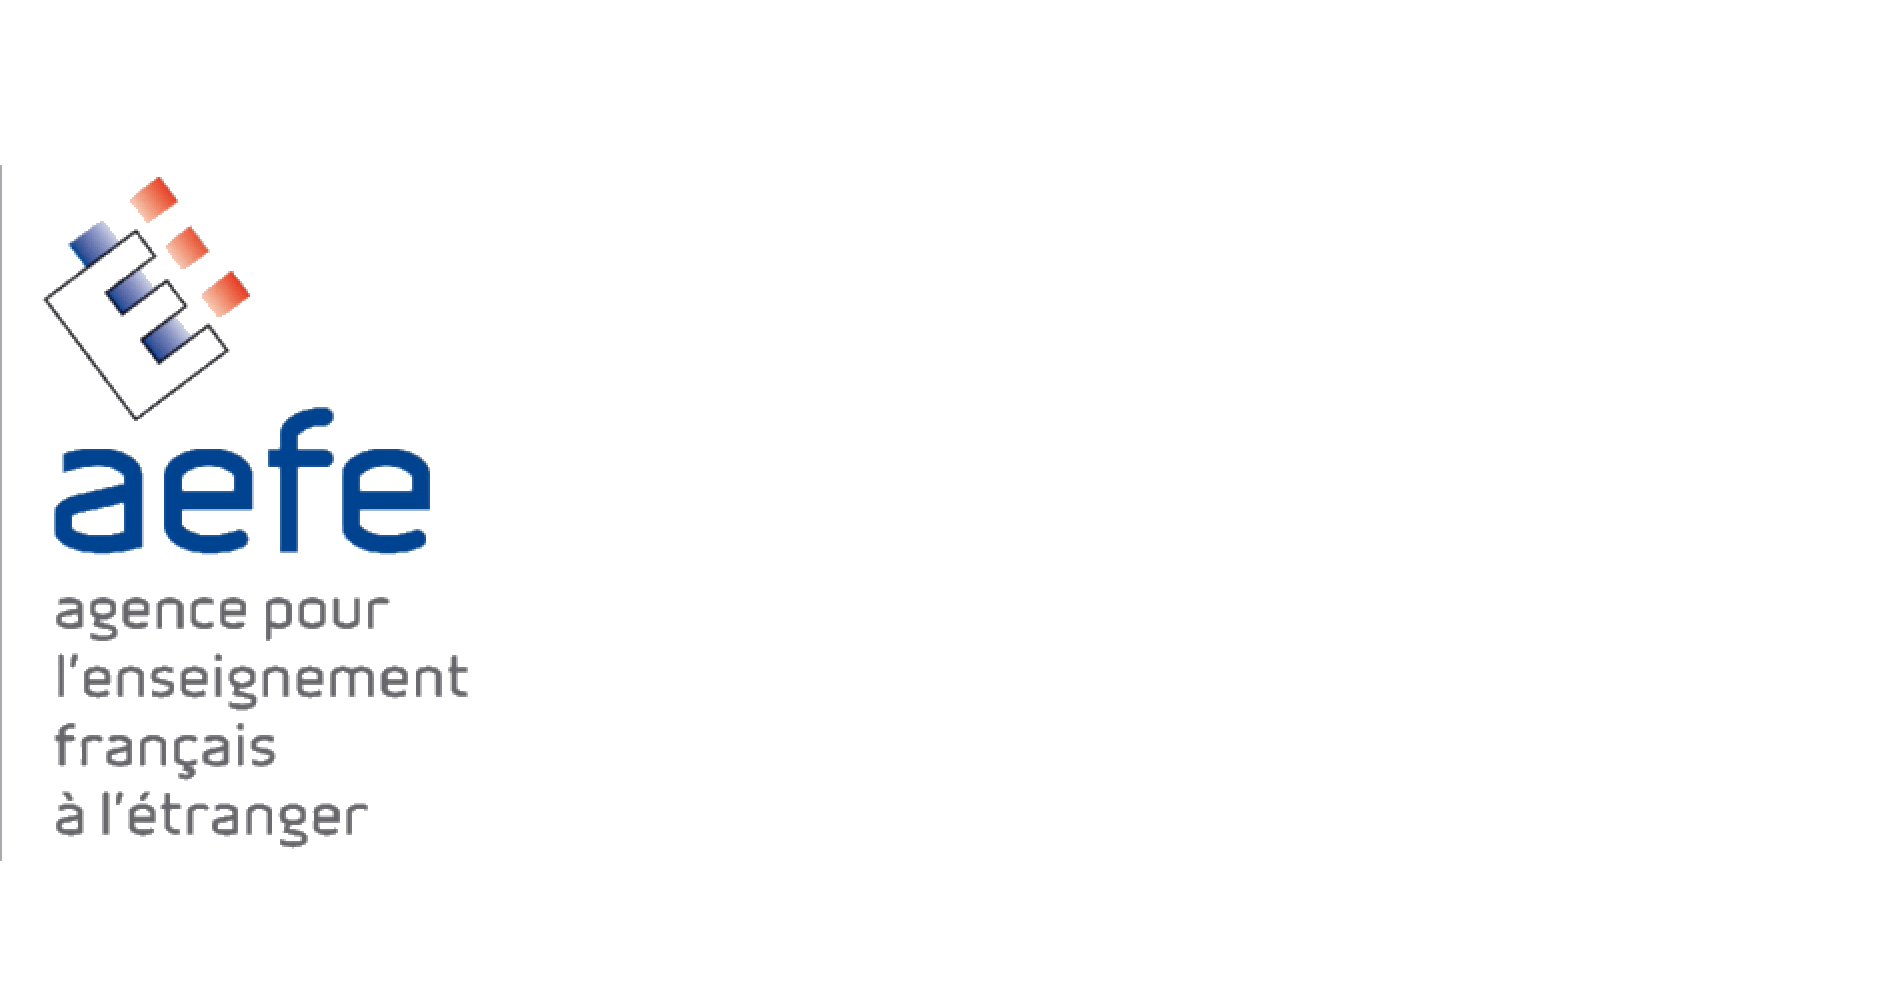 aefe
agence pour
l'enseignement
français
à l'étranger